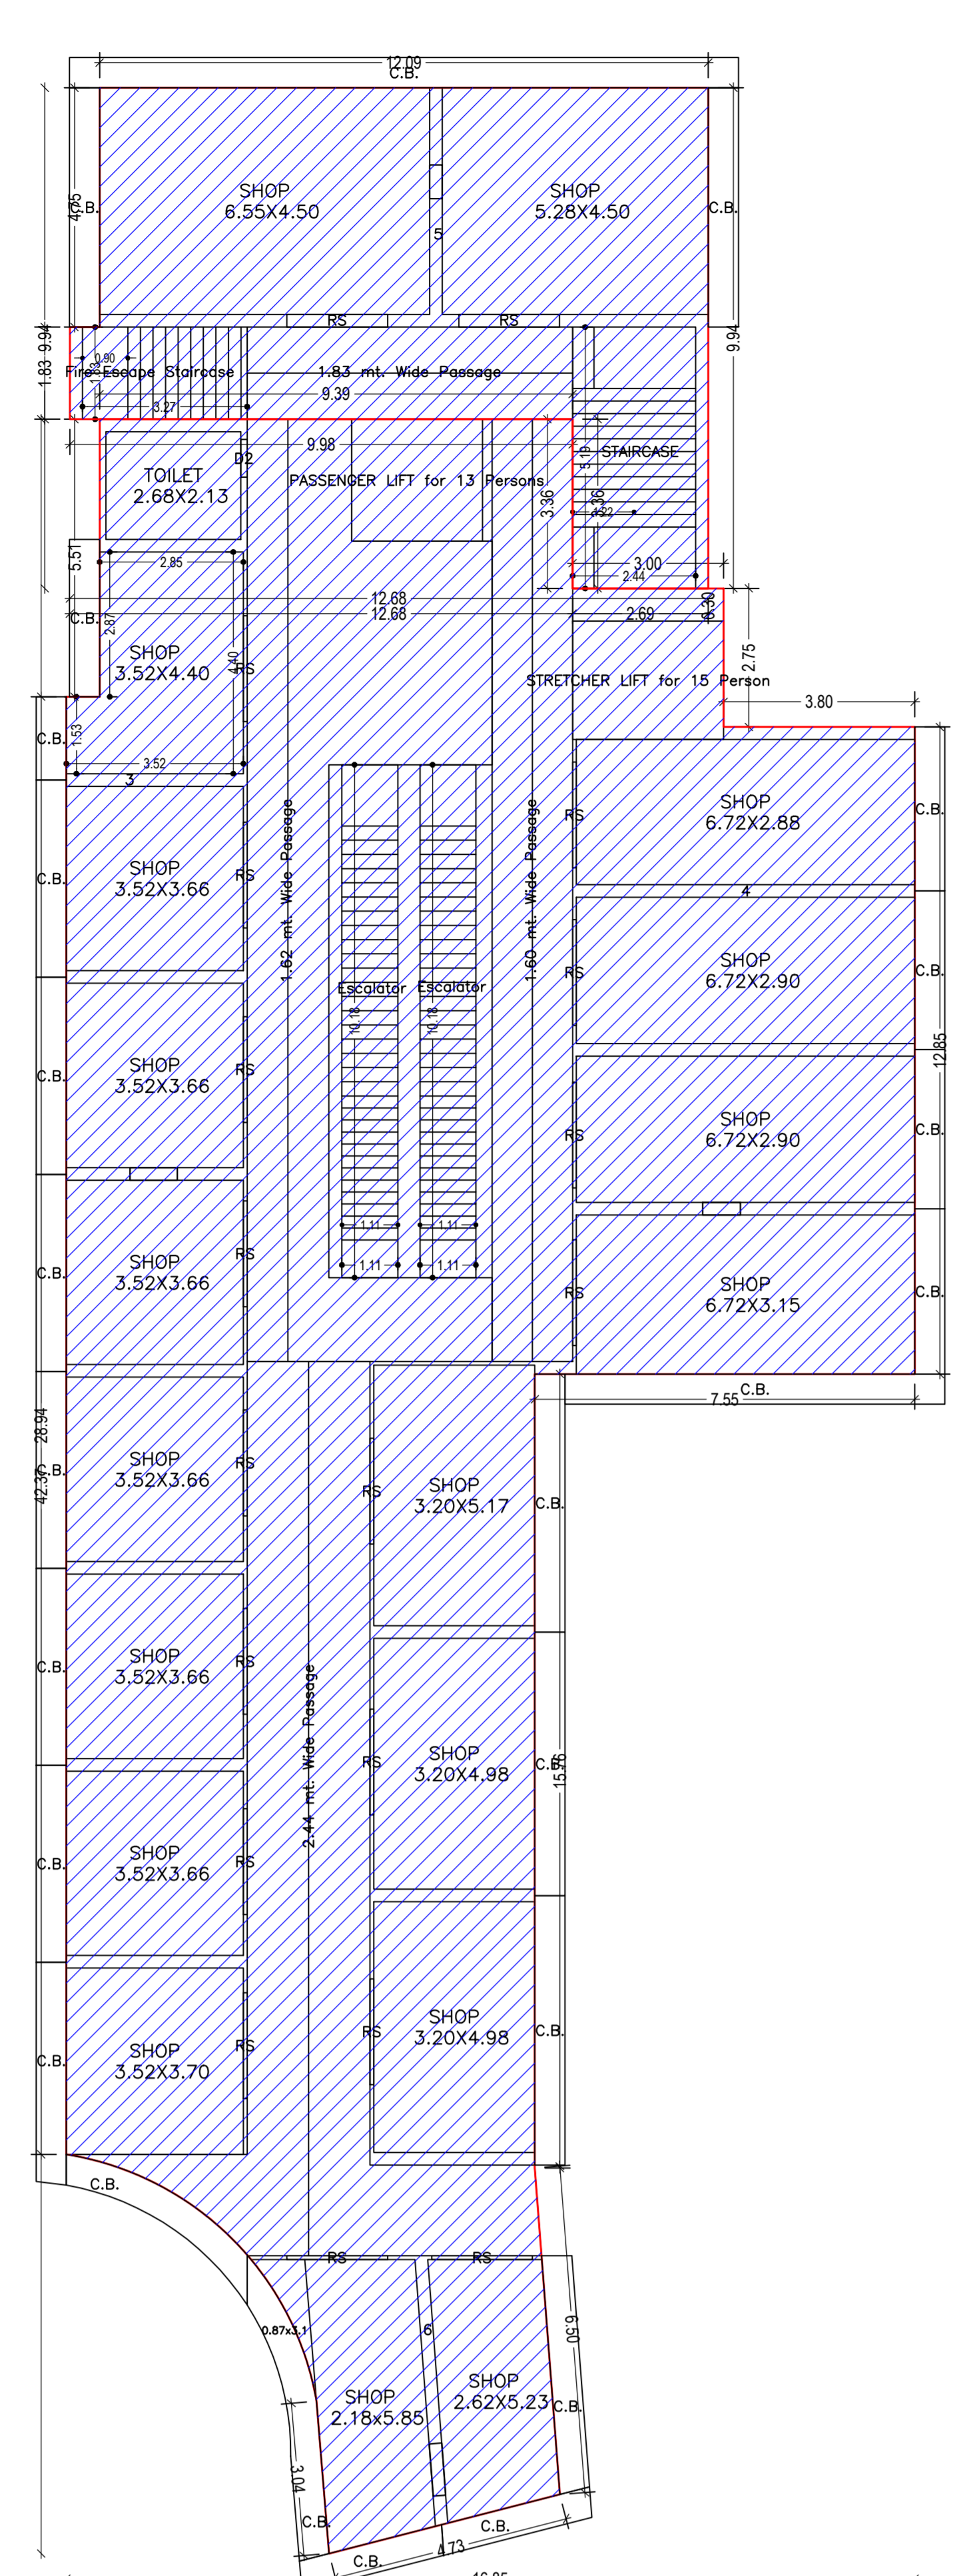 12.09
C.B.
SHOP
6.55X4.50
SHOP
5.28X4.50
4.75
C.B.
C.B.
5
RS
RS
9.94
9.94
1.83
0.90
1.83
Fire Escape Staircase
1.83 mt. Wide Passage
9.39
3.27
9.98
D2
TOILET
2.68X2.13
PASSENGER LIFT for 13 Persons
STAIRCASE
5.19
3.36
3.36
1.22
5.51
2.85
3.00
2.44
12.68
12.68
2.69
0.30
C.B.
2.87
SHOP
3.52X4.40
4.40
RS
2.75
STRETCHER LIFT for 15 Person
3.80
C.B.
1.53
3.52
3
SHOP
6.72X2.88
RS
C.B.
1.62 mt. Wide Passage
1.60 mt. Wide Passage
C.B.
SHOP
3.52X3.66
RS
4
SHOP
6.72X2.90
RS
C.B.
Escalator
Escalator
10.18
10.18
12.85
C.B.
SHOP
3.52X3.66
RS
SHOP
6.72X2.90
RS
C.B.
1.11
1.11
1.11
1.11
C.B.
SHOP
3.52X3.66
RS
SHOP
6.72X3.15
RS
C.B.
C.B.
7.55
28.94
42.37
C.B.
SHOP
3.52X3.66
RS
RS
SHOP
3.20X5.17
C.B.
C.B.
SHOP
3.52X3.66
RS
2.44 mt. Wide Passage
RS
SHOP
3.20X4.98
C.B.
15.76
C.B.
SHOP
3.52X3.66
RS
C.B.
SHOP
3.52X3.70
RS
RS
SHOP
3.20X4.98
C.B.
C.B.
RS
RS
0.87x3.1
6
6.50
SHOP
2.18x5.85
SHOP
2.62X5.23
C.B.
3.04
C.B.
C.B.
4.73
C.B.